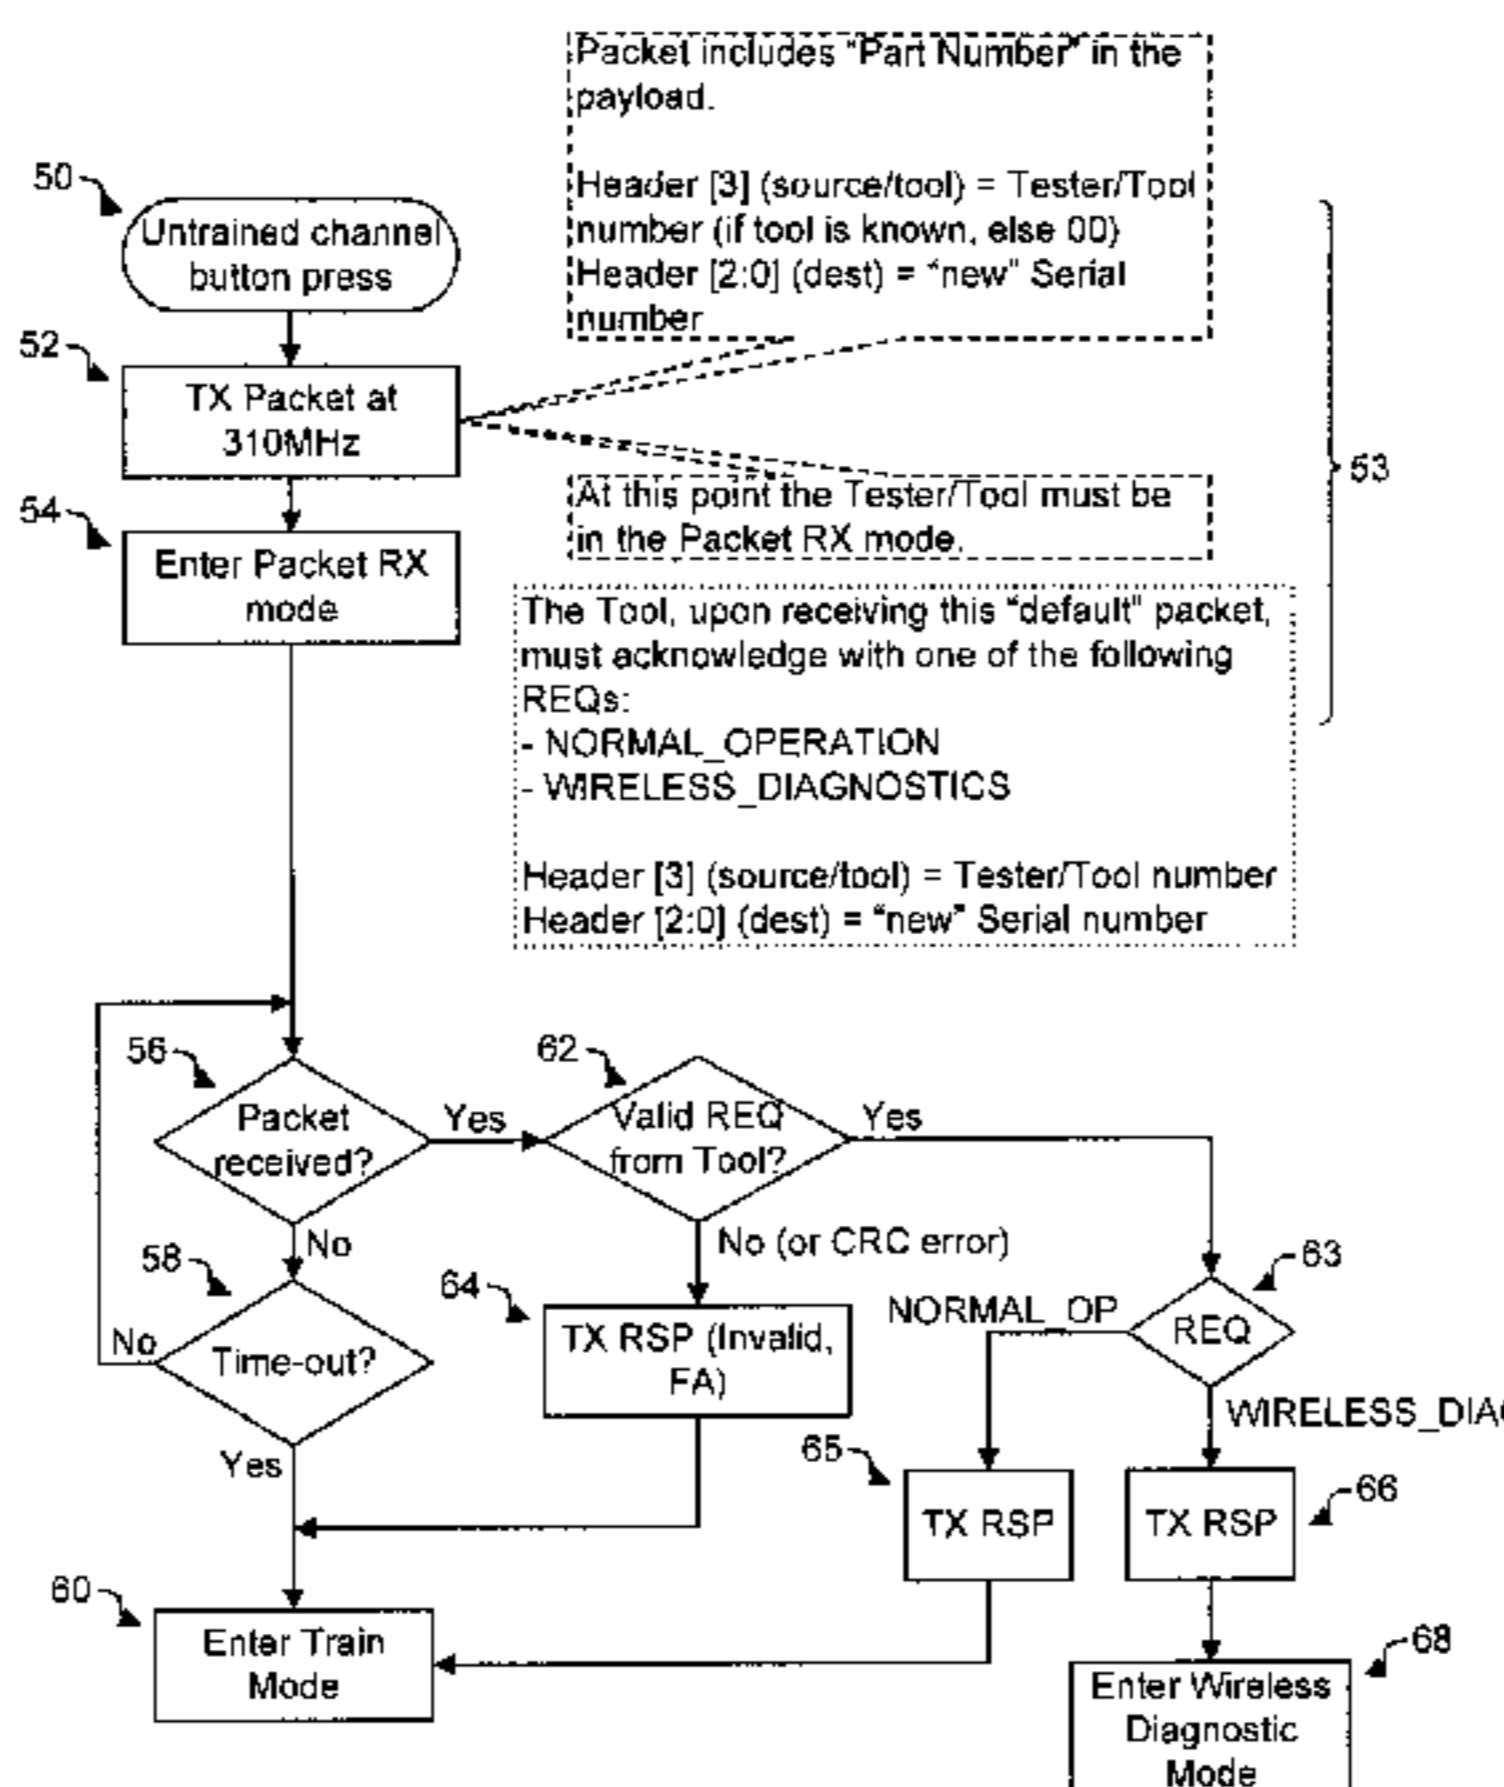 Packet includes "Part Number" in the
payload.
Header [3] (source/tool) = Tester/Tool
number (if tool is known, else 00)
Header [2:0] (dest) = "new" Serial
number
50
Untrained channel
button press
52
TX Packet at
310MHz
53
At this point the Tester/Tool must be
in the Packet RX mode.
54
Enter Packet RX
mode
The Tool, upon receiving this "default" packet,
must acknowledge with one of the following
REQs:
- NORMAL_OPERATION
- WIRELESS_DIAGNOSTICS
Header [3] (source/tool) = Tester/Tool number
Header [2:0] (dest) = "new" Serial number
56
Packet
received?
Yes
62
Valid REQ
from Tool?
Yes
No
No (or CRC error)
58
Time-out?
No
Yes
64
TX RSP (Invalid,
FA)
63
REQ
NORMAL_OP
WIRELESS_DIA
65
TX RSP
66
TX RSP
60
Enter Train
Mode
68
Enter Wireless
Diagnostic
Mode